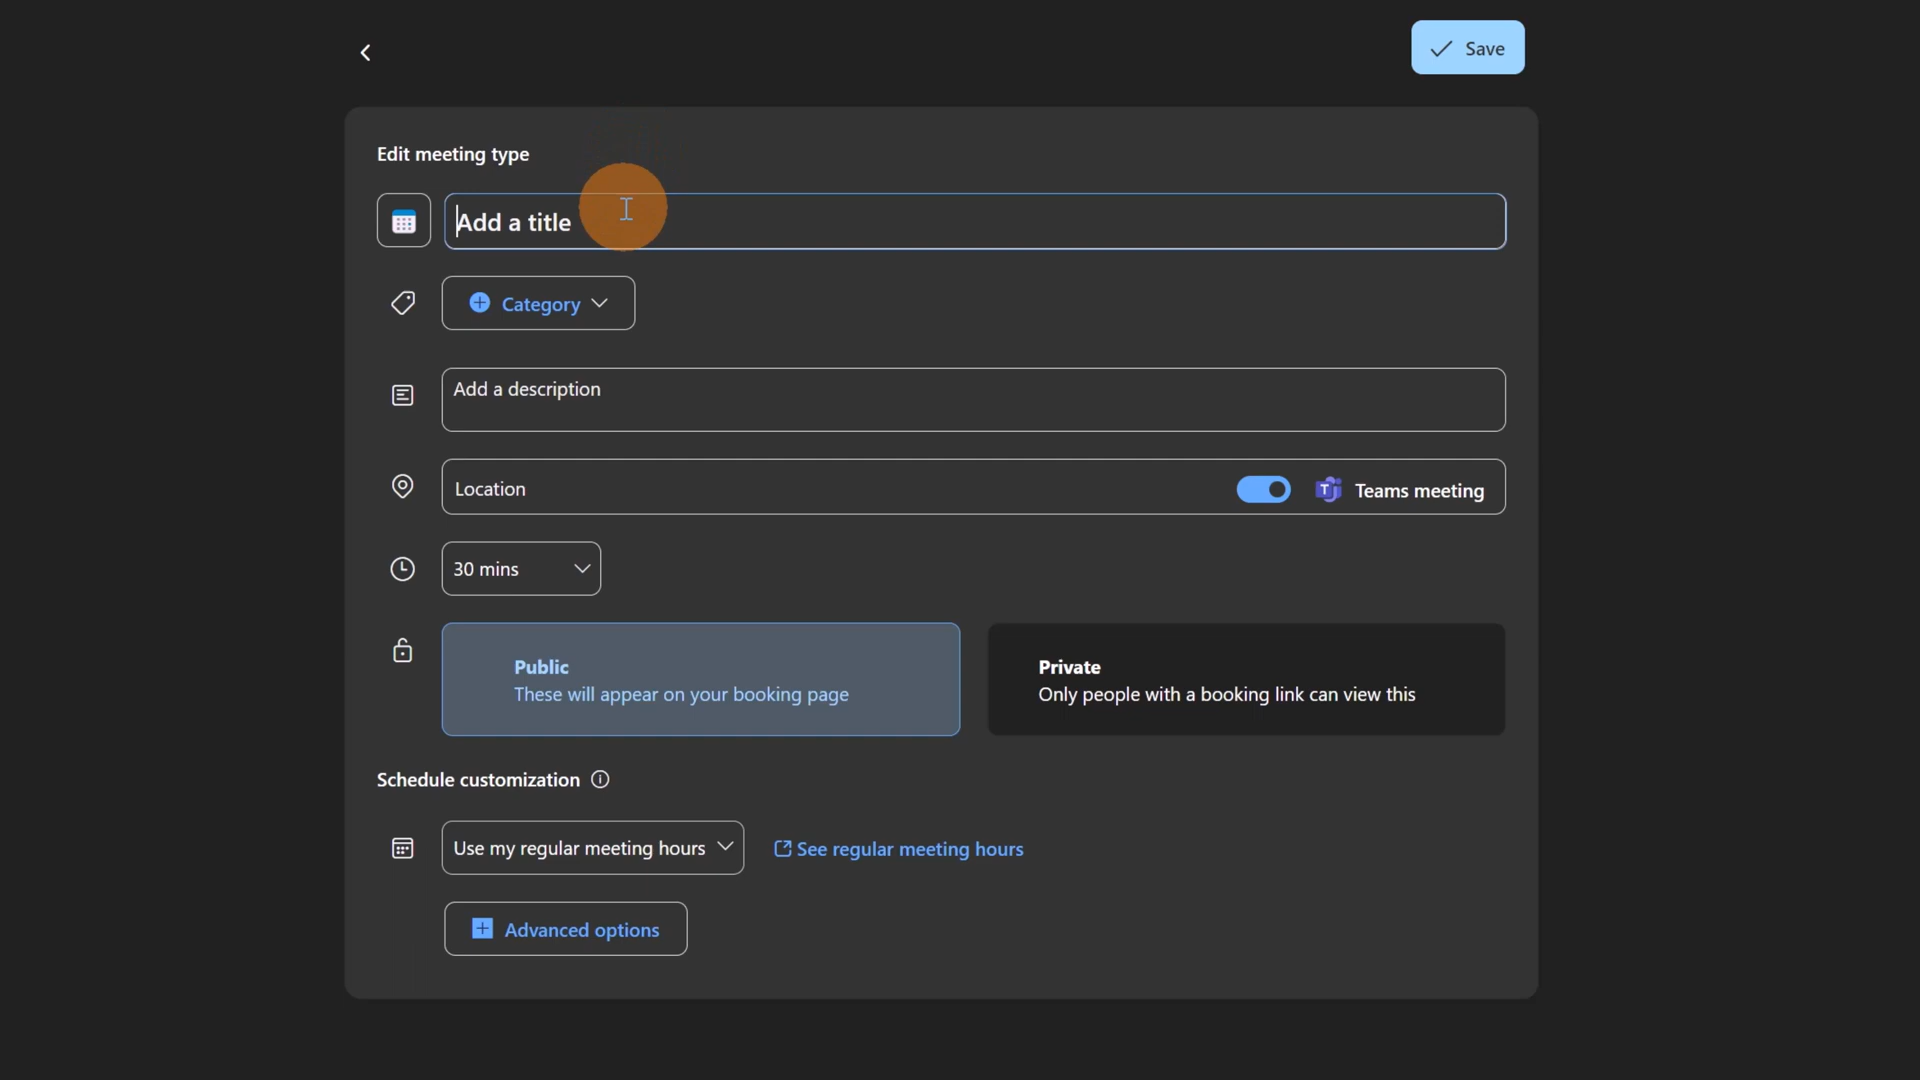 Save
Edit meeting type
Add a title
Category
Add a description
Location
Teams meeting
30 mins
Public
These will appear on your booking page
Private
Only people with a booking link can view this
Schedule customization
Use my regular meeting hours
See regular meeting hours
Advanced options